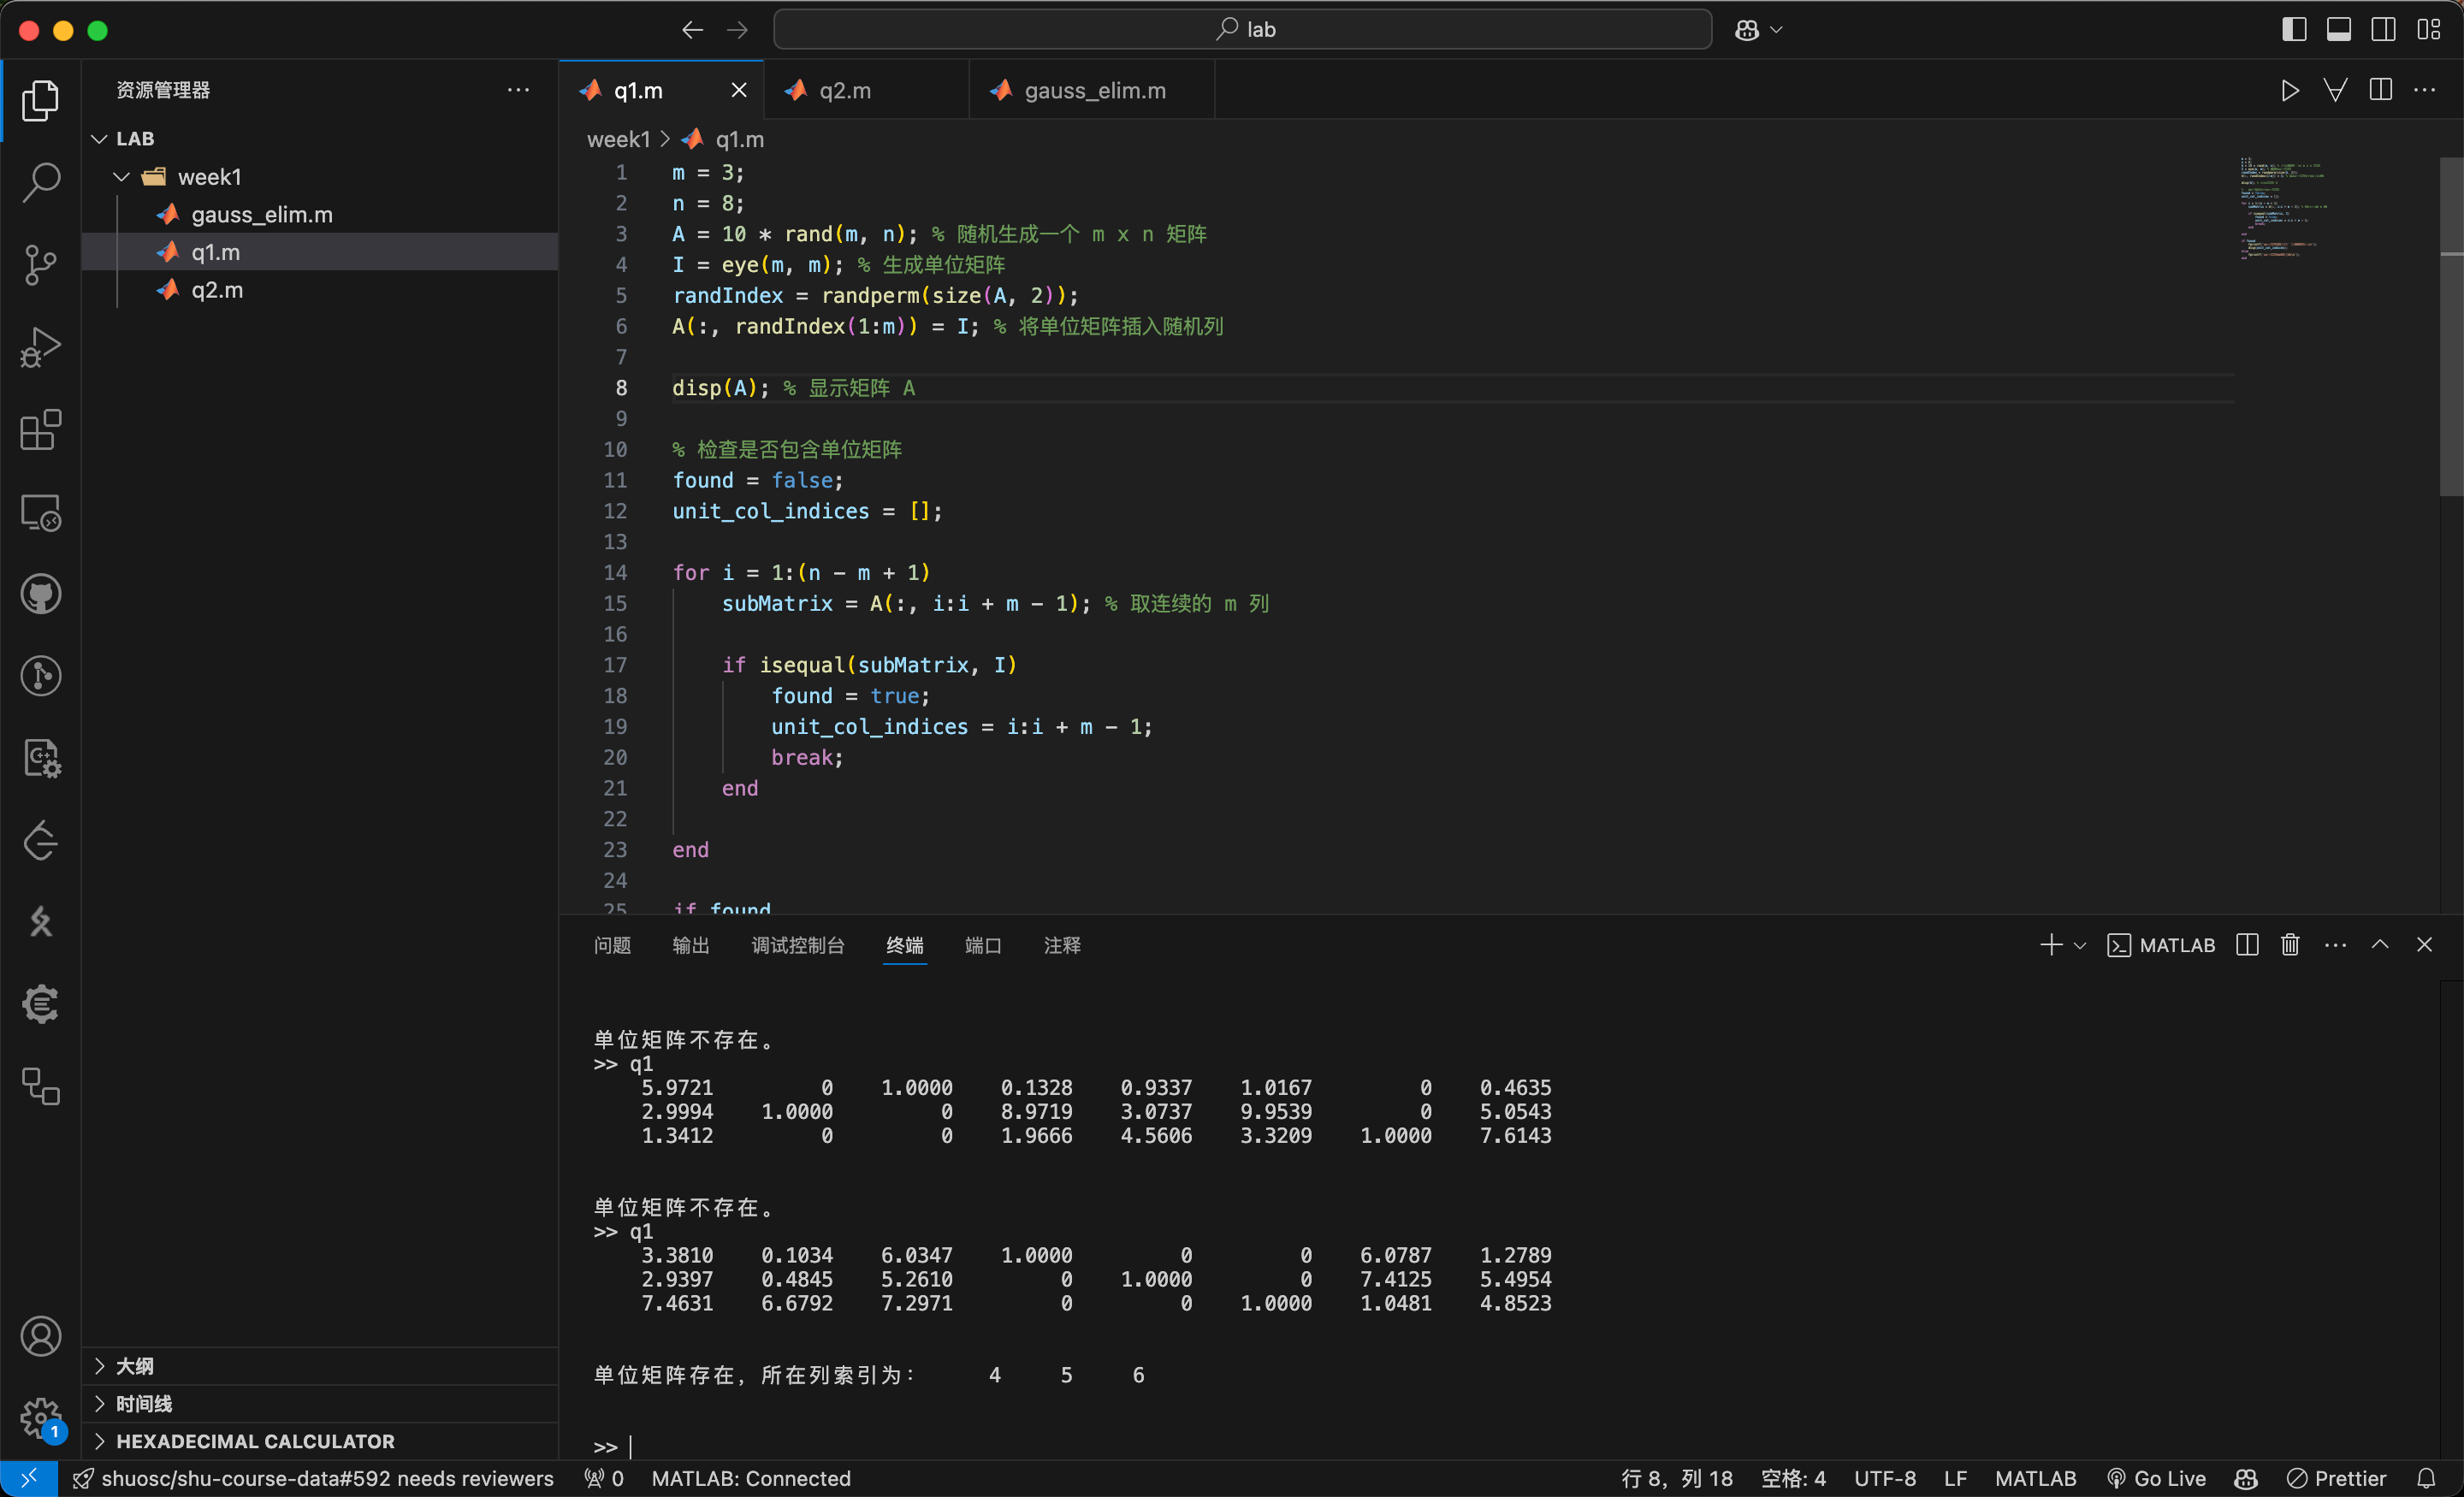 lab
资源管理器
LAB
week1
gauss_elim.m
q1.m
q2.m
大纲
时间线
HEXADECIMAL CALCULATOR
1
q1.m
q2.m
gauss_elim.m
week1 > q1.m
1 m = 3;
2 n = 8;
3 A = 10 * rand(m, n); % 随机生成一个 m x n 矩阵
4 I = eye(m, m); % 生成单位矩阵
5 randIndex = randperm(size(A, 2));
6 A(:, randIndex(1:m)) = I; % 将单位矩阵插入随机列
7
8 disp(A); % 显示矩阵 A
9
10 % 检查是否包含单位矩阵
11 found = false;
12 unit_col_indices = [];
13
14 for i = 1:(n - m + 1)
15 subMatrix = A(:, i:i + m - 1); % 取连续的 m 列
16
17 if isequal(subMatrix, I)
18 found = true;
19 unit_col_indices = i:i + m - 1;
20 break;
21 end
22
23 end
24
25 if found
问题 输出 调试控制台 终端 端口 注释
MATLAB
单位矩阵不存在。
>> q1
5.9721 0 1.0000 0.1328 0.9337 1.0167 0 0.4635
2.9994 1.0000 0 8.9719 3.0737 9.9539 0 5.0543
1.3412 0 0 1.9666 4.5606 3.3209 1.0000 7.6143
单位矩阵不存在。
>> q1
3.3810 0.1034 6.0347 1.0000 0 0 6.0787 1.2789
2.9397 0.4845 5.2610 0 1.0000 0 7.4125 5.4954
7.4631 6.6792 7.2971 0 0 1.0000 1.0481 4.8523
单位矩阵存在，所在列索引为： 4 5 6
>>
shuosc/shu-course-data#592 needs reviewers 0 MATLAB: Connected 行 8，列 18 空格: 4 UTF-8 LF MATLAB Go Live Prettier